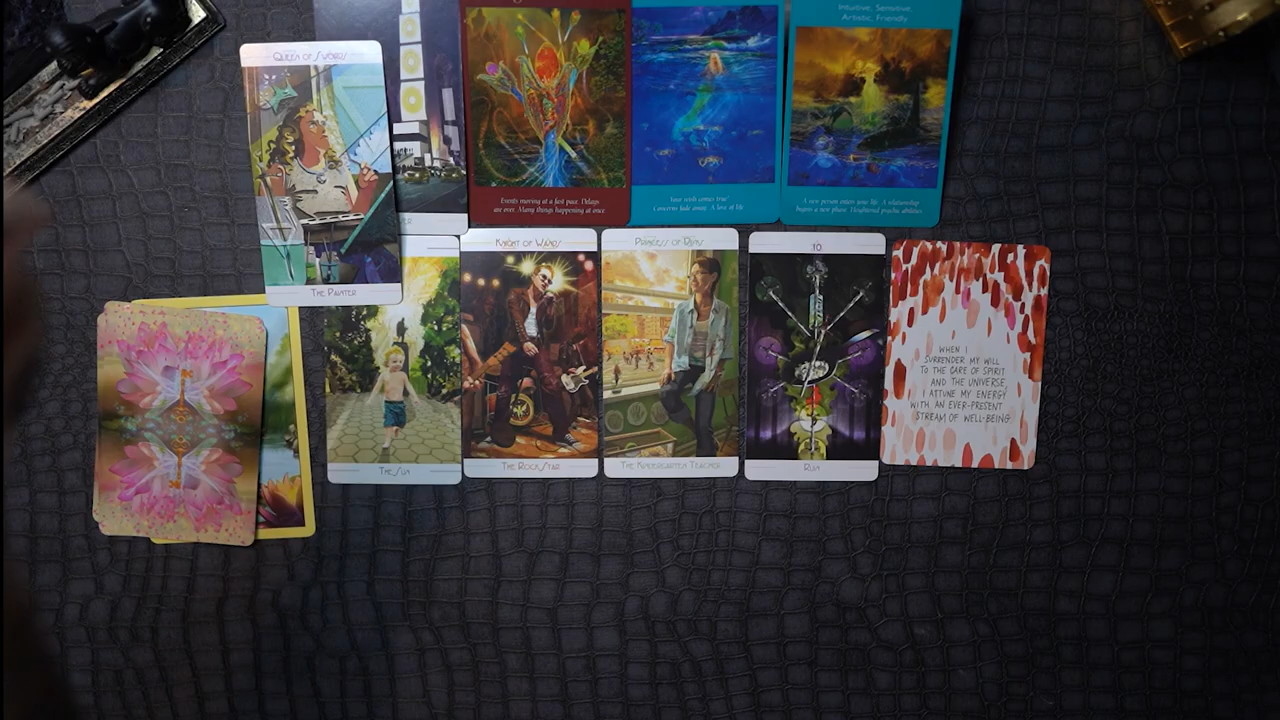 Intuitive, Sensitive,
Artistic, Friendly
QUEEN OF SWORDS
Events moving at a fast pace. Delays
are over. Many things happening at once.
Your wish comes true!
Concerns fade away. A love of life
A new person enters your life. A relationship
begins a new phase. Heightened psychic abilities.
THE PAINTER
KNIGHT OF WANDS
PRINCESS OF DISKS
10
WHEN I
SURRENDER MY WILL
TO THE CARE OF SPIRIT
AND THE UNIVERSE,
I ATTUNE MY ENERGY
WITH AN EVER-PRESENT
STREAM OF WELL-BEING.
THE SUN
THE ROCK STAR
THE KINDERGARTEN TEACHER
RUIN